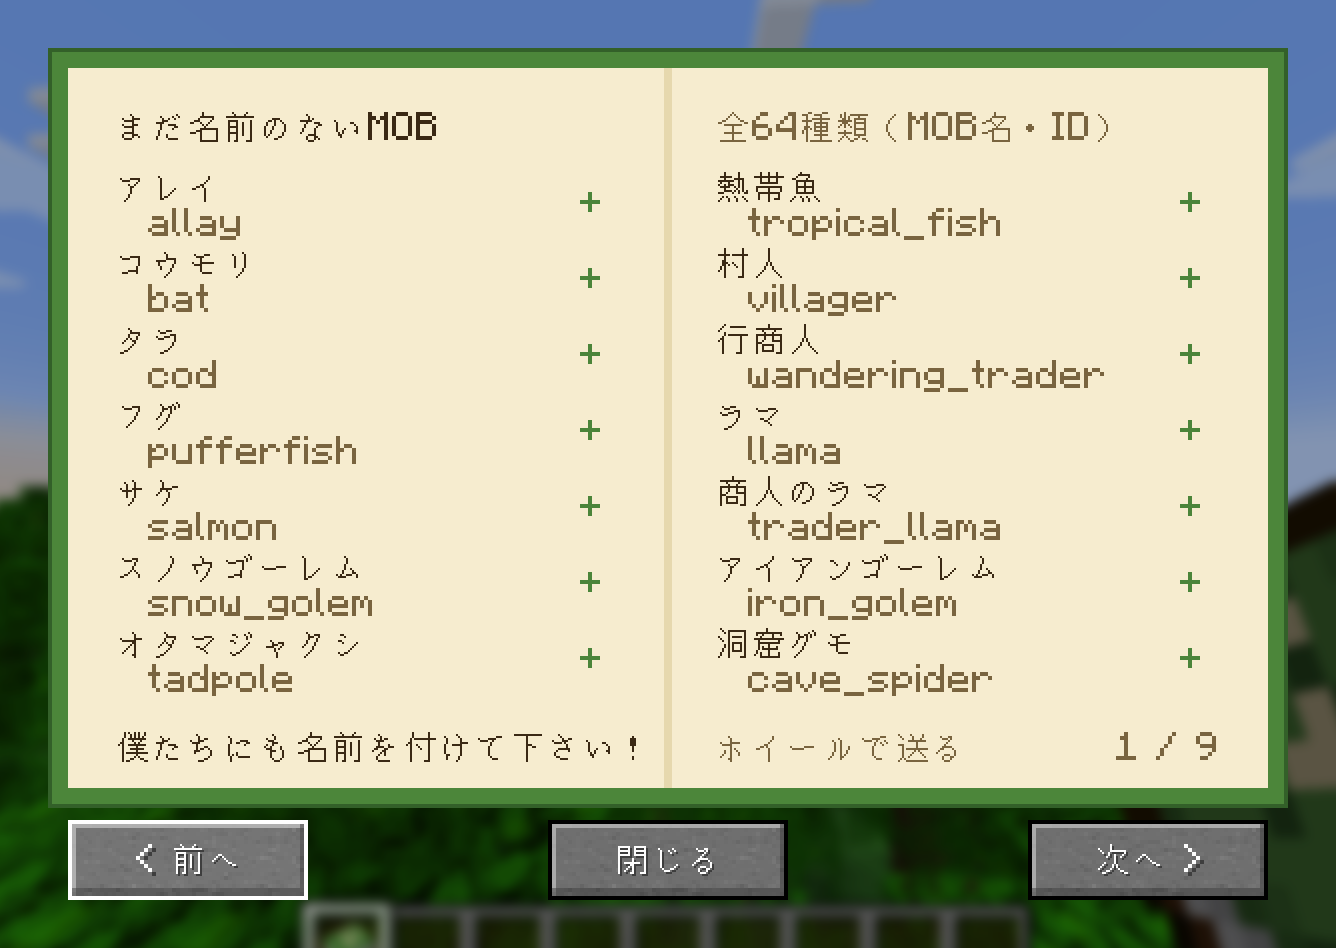 まだ名前のないMOB
アレイ
allay
+
コウモリ
bat
+
タラ
cod
+
フグ
pufferfish
+
サケ
salmon
+
スノウゴーレム
snow_golem
+
オタマジャクシ
tadpole
+
僕たちにも名前を付けて下さい!
全64種類(MOB名・ID)
熱帯魚
tropical_fish
+
村人
villager
+
行商人
wandering_trader
+
ラマ
llama
+
商人のラマ
trader_llama
+
アイアンゴーレム
iron_golem
+
洞窟グモ
cave_spider
+
ホイールで送る 1 / 9
< 前へ
閉じる
次へ >